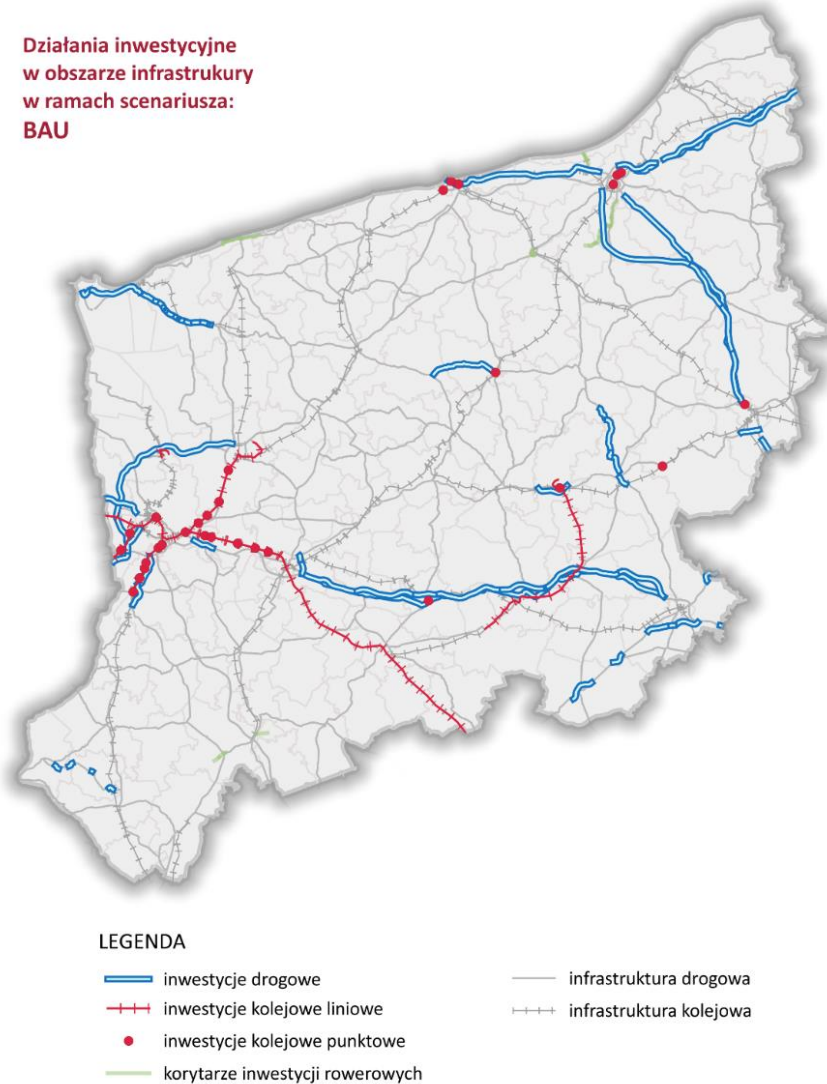 Działania inwestycyjne
w obszarze infrastrukury
w ramach scenariusza:
BAU
LEGENDA
inwestycje drogowe
inwestycje kolejowe liniowe
inwestycje kolejowe punktowe
korytarze inwestycji rowerowych
infrastruktura drogowa
infrastruktura kolejowa